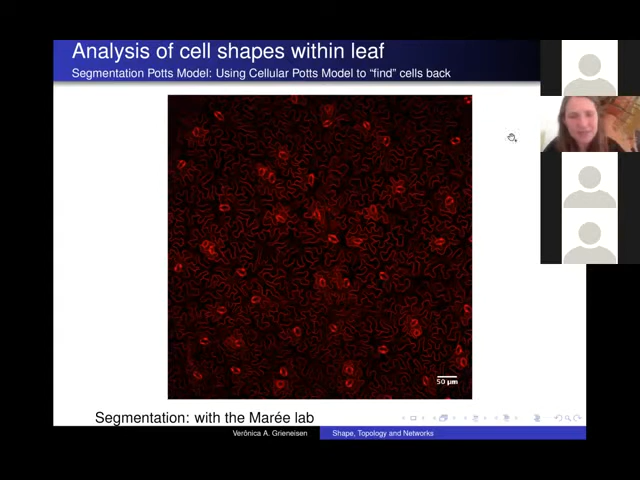 Analysis of cell shapes within leaf
Segmentation Potts Model: Using Cellular Potts Model to “find” cells back
50 μm
Segmentation: with the Marée lab
Verônica A. Grieneisen
Shape, Topology and Networks